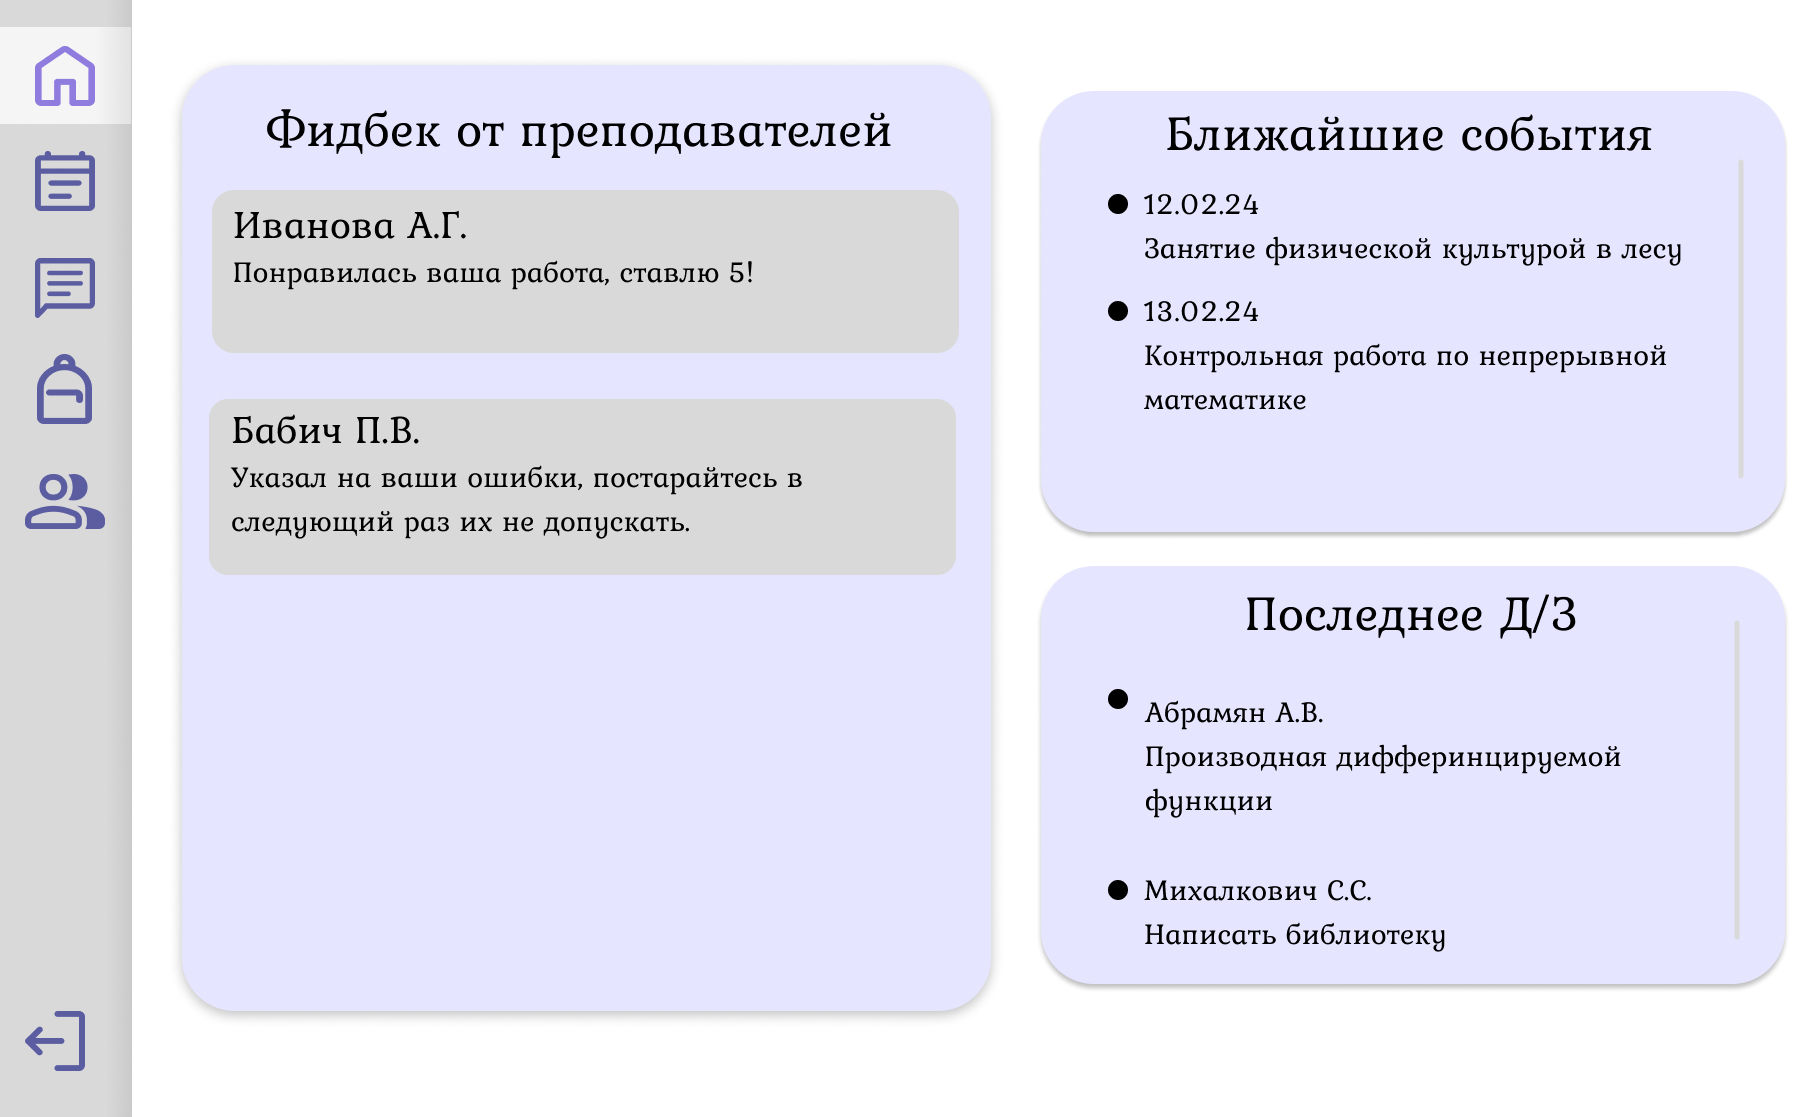 Фидбек от преподавателей
Иванова А.Г.
Понравилась ваша работа, ставлю 5!
Бабич П.В.
Указал на ваши ошибки, постарайтесь в
следующий раз их не допускать.
Ближайшие события
12.02.24
Занятие физической культурой в лесу
13.02.24
Контрольная работа по непрерывной
математике
Последнее Д/З
Абрамян А.В.
Производная дифферинцируемой
функции
Михалкович С.С.
Написать библиотеку